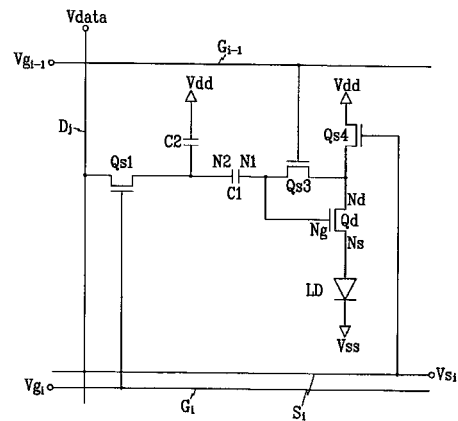 Vdata
Vgi-1
Gi-1
Vdd
Vdd
Dj
Qs4
C2
Qs1
N2
N1
C1
Qs3
Nd
Ng
Qd
Ns
LD
Vss
Vsi
Vgi
Gi
Si